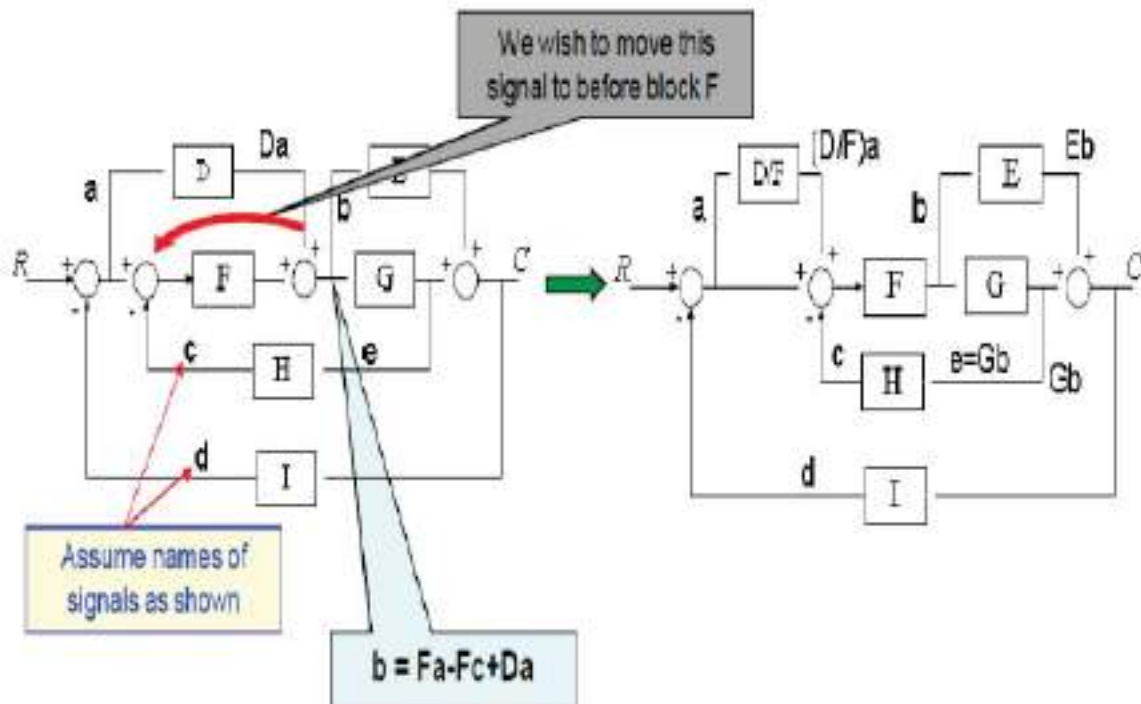 We wish to move this
signal to before block F
Da
(D/F)a
Eb
D
E
D/F
E
a
b
a
b
R
+
-
+
-
F
+
+
G
+
+
C
R
+
-
+
+
-
F
G
+
+
C
c
H
e
c
H
e=Gb
Gb
d
I
d
I
Assume names of
signals as shown
b = Fa-Fc+Da